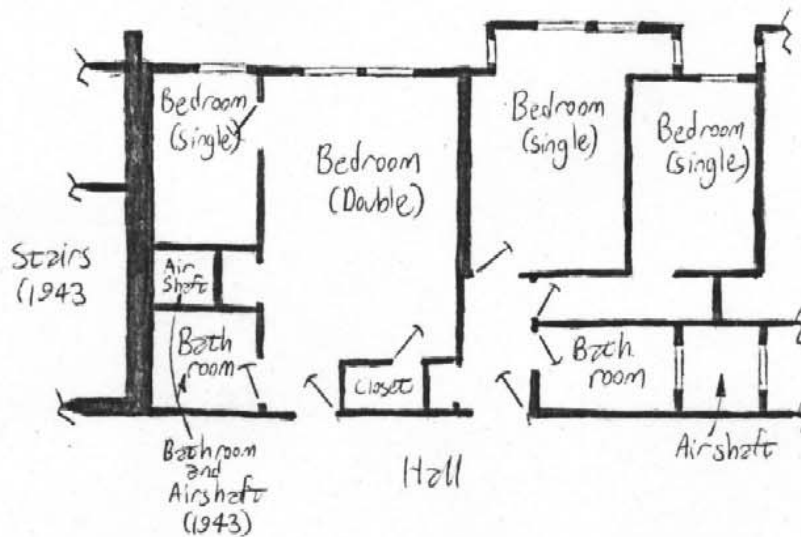 Bedroom
(single)
Bedroom
(Double)
Bedroom
(single)
Bedroom
(single)
Stairs
(1943
Air
Shaft
Bath
room
Closet
Bath
room
Airshaft
Hall
Bathroom
and
Airshaft
(1943)